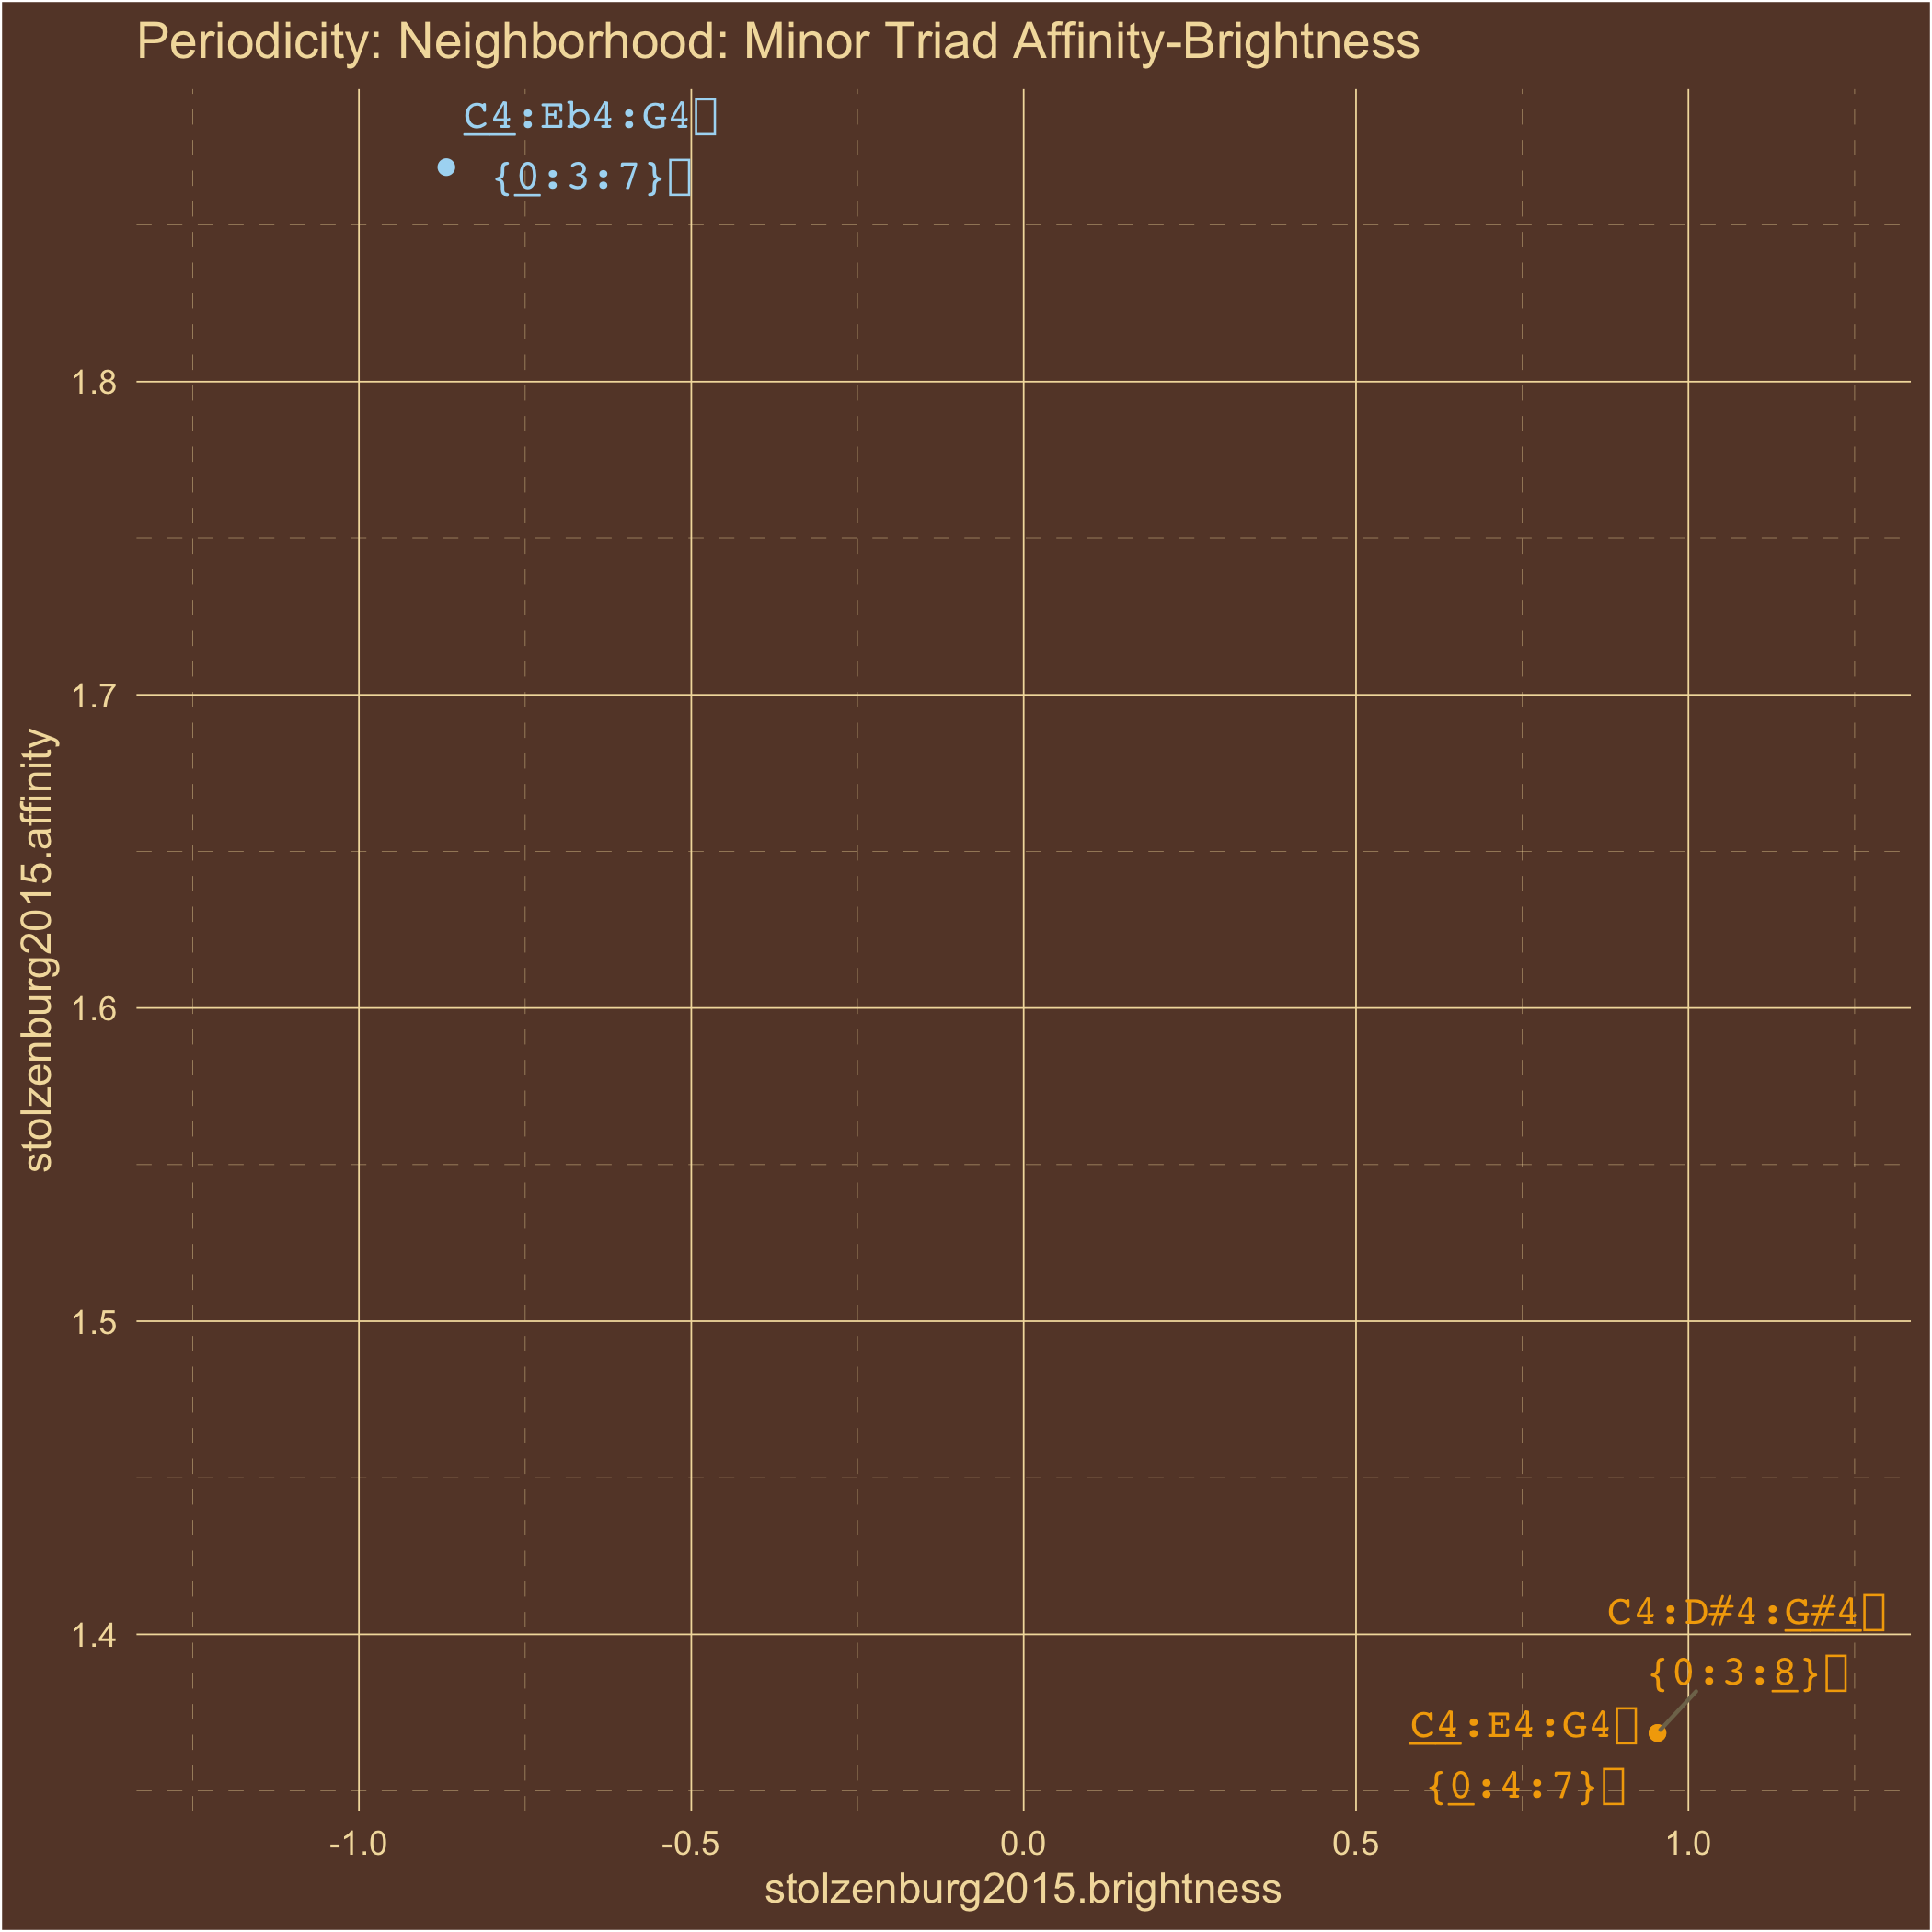 Periodicity: Neighborhood: Minor Triad Affinity-Brightness
C4:Eb4:G4
{0:3:7}
1.8
1.7
1.6
1.5
1.4
stolzenburg2015.affinity
C4:D#4:G#4
{0:3:8}
C4:E4:G4
{0:4:7}
-1.0 -0.5 0.0 0.5 1.0
stolzenburg2015.brightness